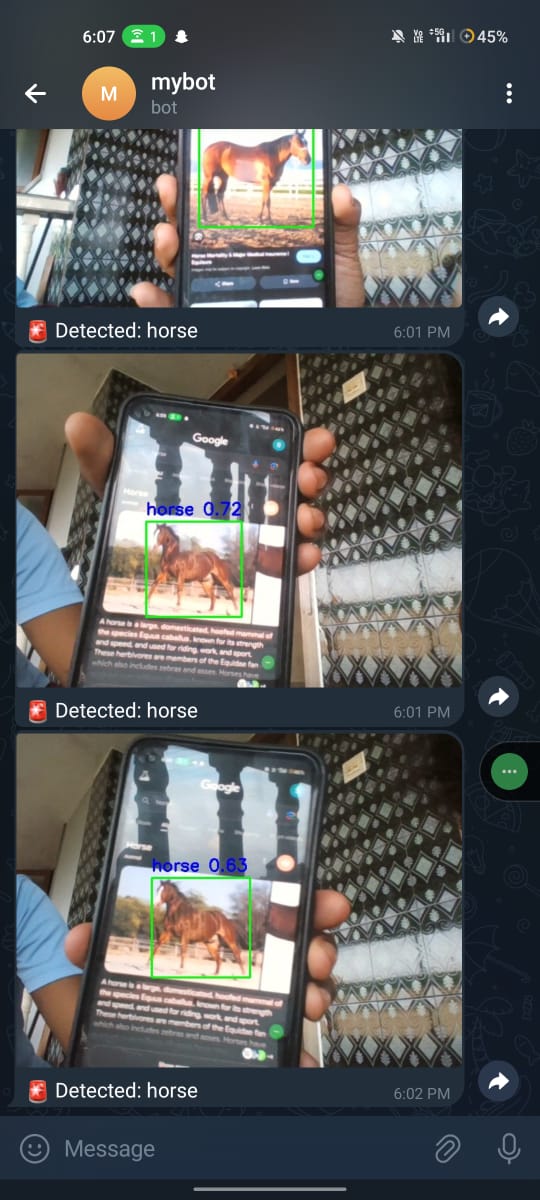 6:07 1 45%
Vo LTE 5G
M
mybot
bot
Horse Mortality & Major Medical Insurance |
Share Save
🚨 Detected: horse 6:01 PM
Google
Horse
horse 0.72
A horse is a large, domesticated, hoofed mammal of
the species Equus caballus, known for its strength
and speed, and used for riding, work, and sport.
These herbivores are members of the Equidae fam
which also includes zebras and asses. Horses have
🚨 Detected: horse 6:01 PM
Google
Horse
horse 0.63
A horse is a large, domesticated, hoofed mammal of
the species Equus caballus, known for its strength
and speed, and used for riding, work, and sport.
These herbivores are members of the Equidae fam
which also includes zebras and asses. Horses have
🚨 Detected: horse 6:02 PM
Message